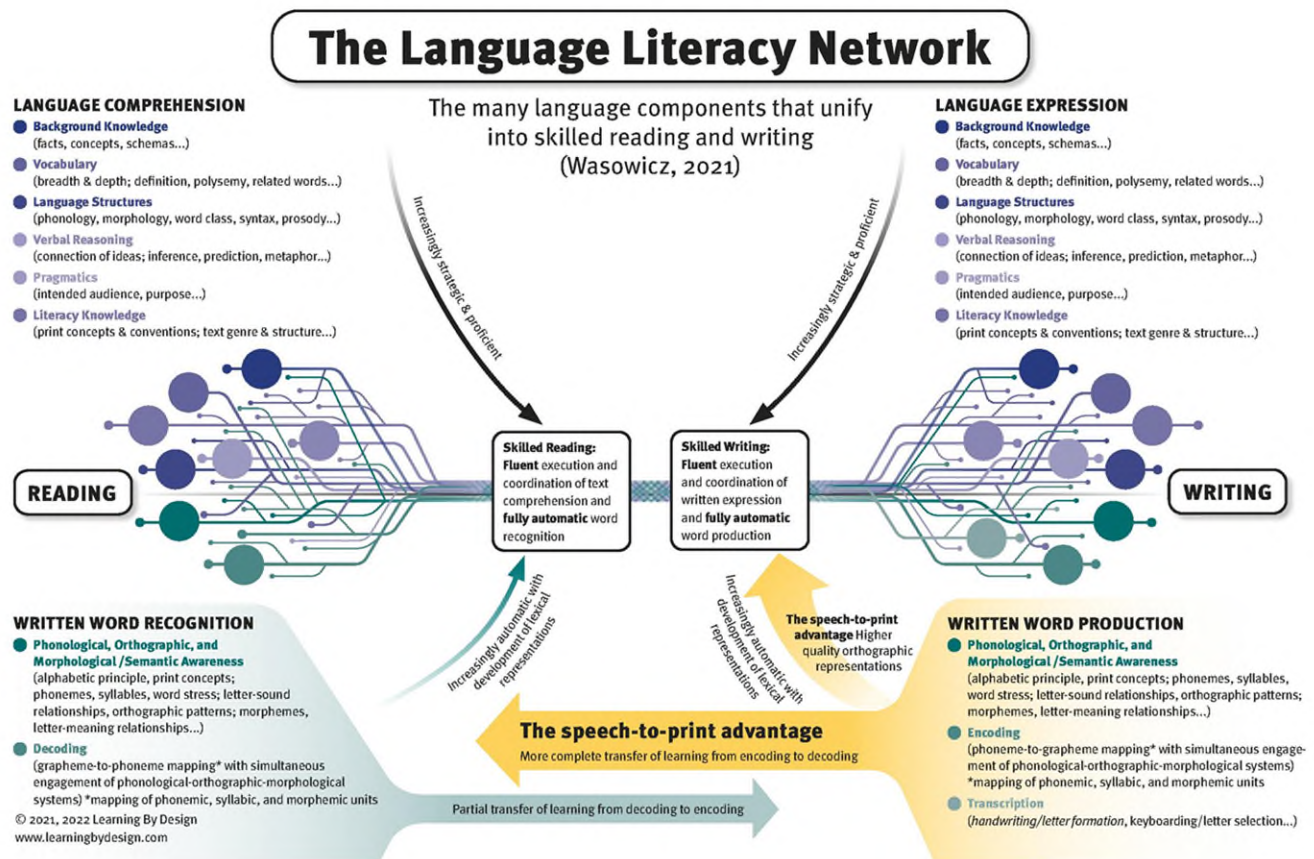 The Language Literacy Network
The many language components that unify
into skilled reading and writing
(Wasowicz, 2021)
LANGUAGE COMPREHENSION
Background Knowledge
(facts, concepts, schemas...)
Vocabulary
(breadth & depth; definition, polysemy, related words...)
Language Structures
(phonology, morphology, word class, syntax, prosody...)
Verbal Reasoning
(connection of ideas; inference, prediction, metaphor...)
Pragmatics
(intended audience, purpose...)
Literacy Knowledge
(print concepts & conventions; text genre & structure...)
Increasingly strategic & proficient
Increasingly strategic & proficient
LANGUAGE EXPRESSION
Background Knowledge
(facts, concepts, schemas...)
Vocabulary
(breadth & depth; definition, polysemy, related words...)
Language Structures
(phonology, morphology, word class, syntax, prosody...)
Verbal Reasoning
(connection of ideas; inference, prediction, metaphor...)
Pragmatics
(intended audience, purpose...)
Literacy Knowledge
(print concepts & conventions; text genre & structure...)
READING
Skilled Reading:
Fluent execution and
coordination of text
comprehension and
fully automatic word
recognition
Skilled Writing:
Fluent execution
and coordination of
written expression
and fully automatic
word production
WRITING
WRITTEN WORD RECOGNITION
Phonological, Orthographic, and
Morphological/Semantic Awareness
(alphabetic principle, print concepts;
phonemes, syllables, word stress; letter-sound
relationships, orthographic patterns; morphemes,
letter-meaning relationships...)
Decoding
(grapheme-to-phoneme mapping* with simultaneous
engagement of phonological-orthographic-morphological
systems) *mapping of phonemic, syllabic, and morphemic units
© 2021, 2022 Learning By Design
www.learningbydesign.com
Increasingly automatic with
development of lexical
representations
Increasingly automatic with
development of lexical
representations
The speech-to-print
advantage Higher
quality orthographic
representations
The speech-to-print advantage
More complete transfer of learning from encoding to decoding
Partial transfer of learning from decoding to encoding
WRITTEN WORD PRODUCTION
Phonological, Orthographic, and
Morphological/Semantic Awareness
(alphabetic principle, print concepts; phonemes, syllables,
word stress; letter-sound relationships, orthographic patterns;
morphemes, letter-meaning relationships...)
Encoding
(phoneme-to-grapheme mapping* with simultaneous engage-
ment of phonological-orthographic-morphological systems)
*mapping of phonemic, syllabic, and morphemic units
Transcription
(handwriting/letter formation, keyboarding/letter selection...)